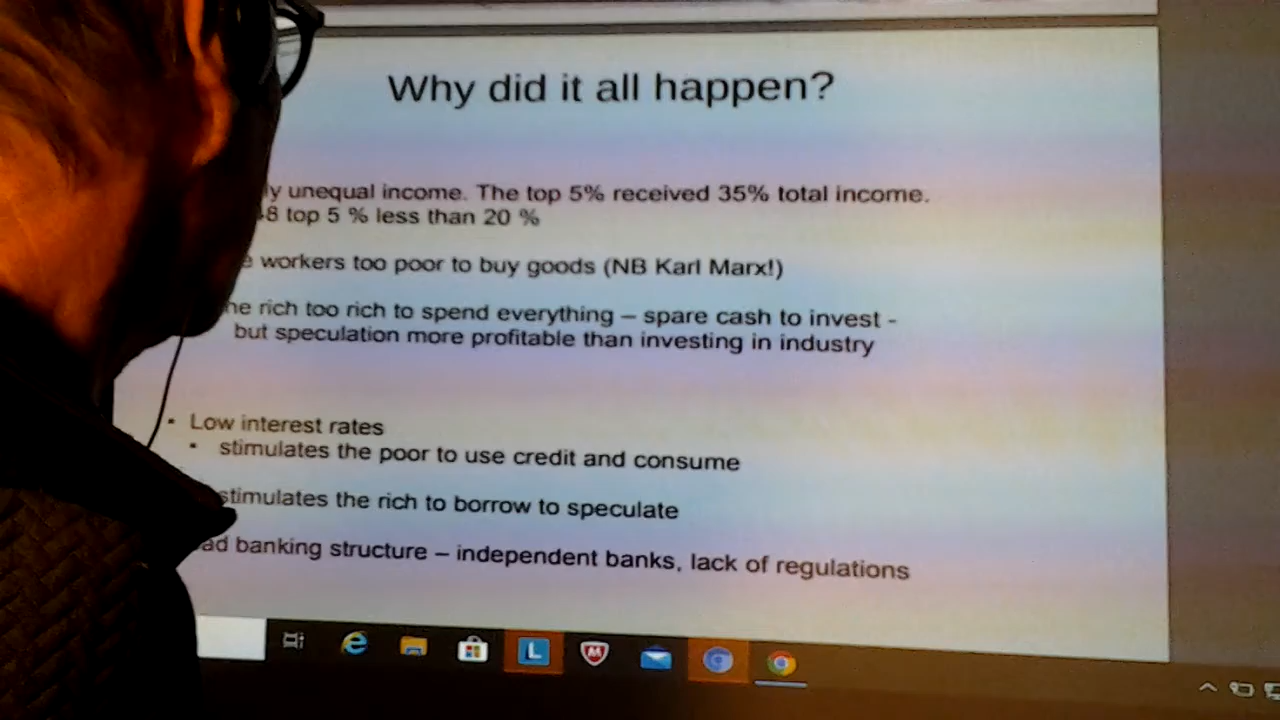 Why did it all happen?
unequal income. The top 5% received 35% total income.
top 5 % less than 20 %
workers too poor to buy goods (NB Karl Marx!)
rich too rich to spend everything – spare cash to invest -
but speculation more profitable than investing in industry
• Low interest rates
• stimulates the poor to use credit and consume
stimulates the rich to borrow to speculate
banking structure – independent banks, lack of regulations
L